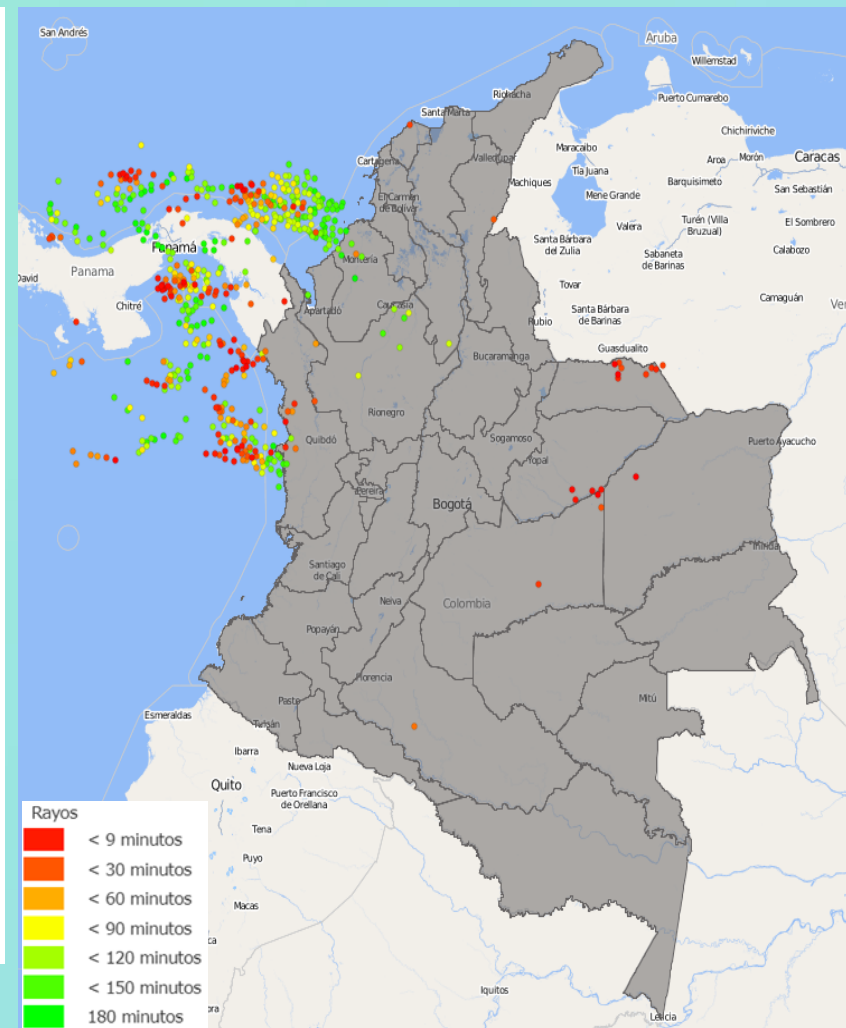 San Andrés
Aruba
Willemstad
Riohacha
Puerto Cumarebo
Santa Marta
Chichiriviche
Maracaibo
Cartagena
Valledupar
Tía Juana
Aroa
Morón
Caracas
Machiques
Barquisimeto
Mene Grande
San Sebastián
El Carmen
de Bolívar
Valera
Turén (Villa
Bruzual)
El Sombrero
Santa Bárbara
del Zulia
Sabaneta
de Barinas
Calabozo
Panamá
Montería
Panama
David
Tovar
Camaguán
Chitré
Apartadó
Caucasia
Santa Bárbara
de Barinas
Rubio
Guasdualito
Bucaramanga
Rionegro
Quibdó
Sogamoso
Puerto Ayacucho
Yopal
Pereira
Bogotá
Inírida
Santiago
de Cali
Neiva
Colombia
Popayán
Florencia
Mitú
Pasto
Esmeraldas
Tulcán
Ibarra
Nueva Loja
Quito
Puerto Francisco
de Orellana
Tena
Puyo
Macas
Iquitos
Leticia
Rayos
< 9 minutos
< 30 minutos
< 60 minutos
< 90 minutos
< 120 minutos
< 150 minutos
180 minutos